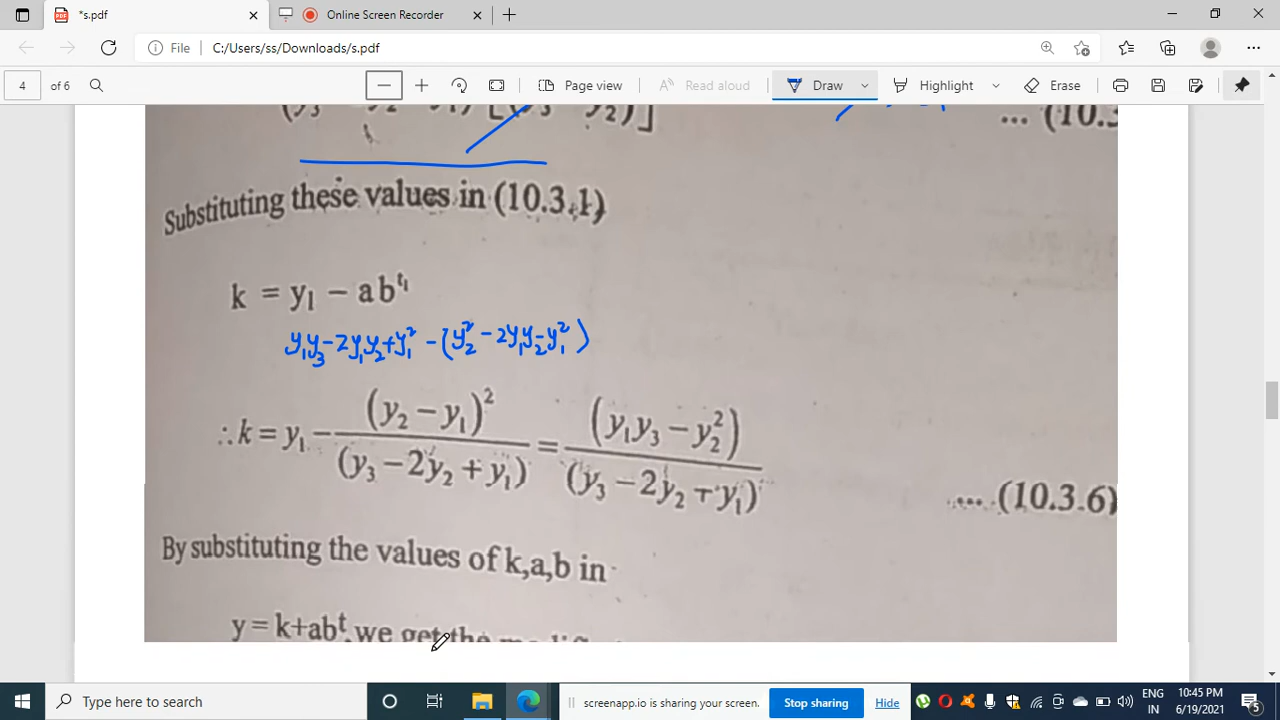 *s.pdf
Online Screen Recorder
File C:/Users/ss/Downloads/s.pdf
4 of 6 Page view Read aloud Draw Highlight Erase
... (10.3
Substituting these values in (10.3.1)
k = y₁ − ab^t₁
y₁y₃ − 2y₁y₂ + y₁² − (y₂² − 2y₁y₂ − y₁²)
∴ k = y₁ − (y₂ − y₁)² / (y₃ − 2y₂ + y₁) = (y₁y₃ − y₂²) / (y₃ − 2y₂ + y₁)
.... (10.3.6)
By substituting the values of k,a,b in
y = k+ab^t, we get the
Type here to search
screenapp.io is sharing your screen. Stop sharing Hide
ENG
IN
10:45 PM
6/19/2021
5